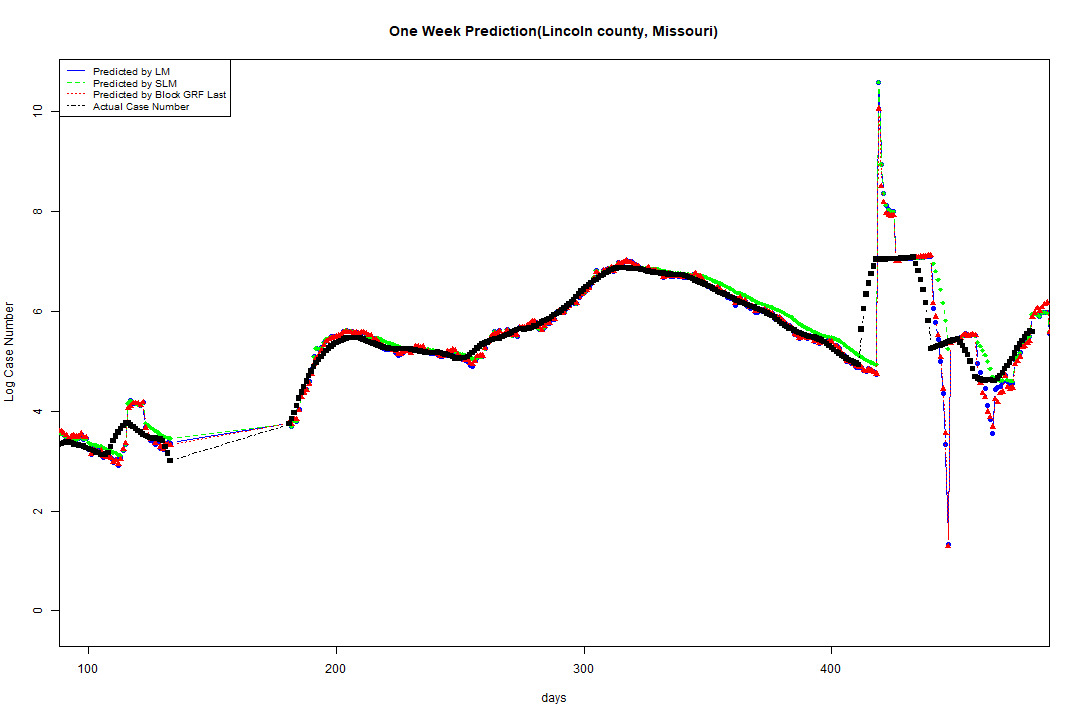 One Week Prediction(Lincoln county, Missouri)
Predicted by LM
Predicted by SLM
Predicted by Block GRF Last
Actual Case Number
Log Case Number
10
8
6
4
2
0
100 200 300 400
days